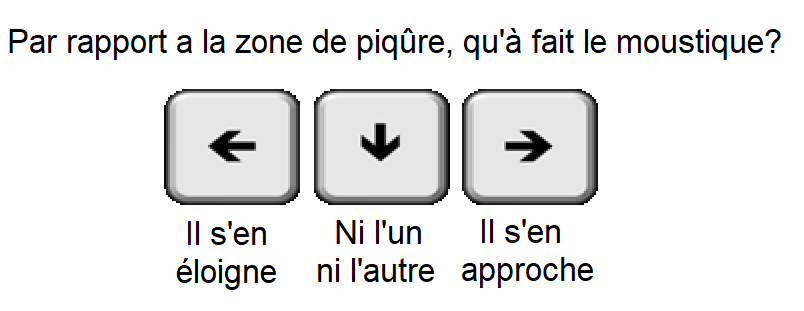 Par rapport a la zone de piqûre, qu'à fait le moustique?
← ↓ →
Il s'en Ni l'un Il s'en
éloigne ni l'autre approche